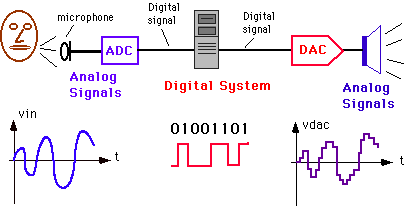 microphone
Digital
signal
Digital
signal
ADC
DAC
Analog
Signals
Digital System
Analog
Signals
vin
01001101
vdac
t
t